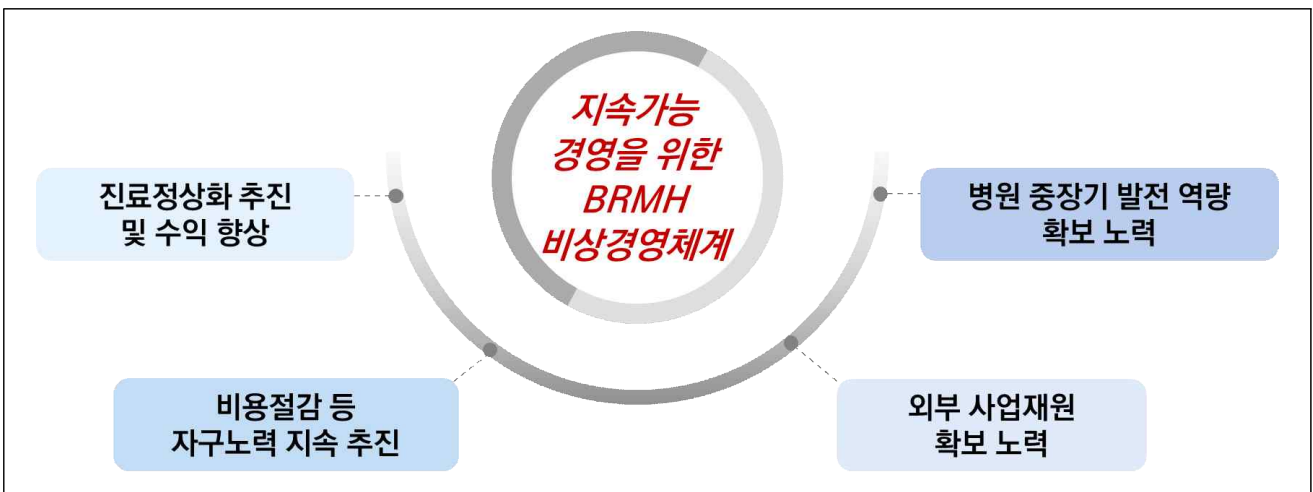 지속가능
경영을 위한
BRMH
비상경영체계
진료정상화 추진
및 수익 향상
병원 중장기 발전 역량
확보 노력
비용절감 등
자구노력 지속 추진
외부 사업재원
확보 노력